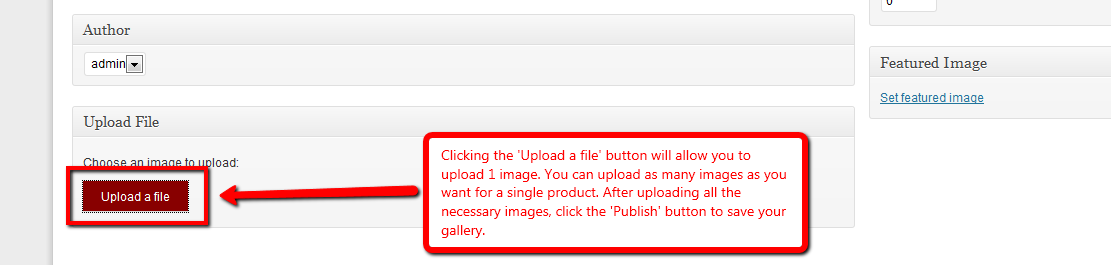 0
Author
admin
Featured Image
Set featured image
Upload File
Choose an image to upload:
Upload a file
Clicking the 'Upload a file' button will allow you to
upload 1 image. You can upload as many images as you
want for a single product. After uploading all the
necessary images, click the 'Publish' button to save your
gallery.